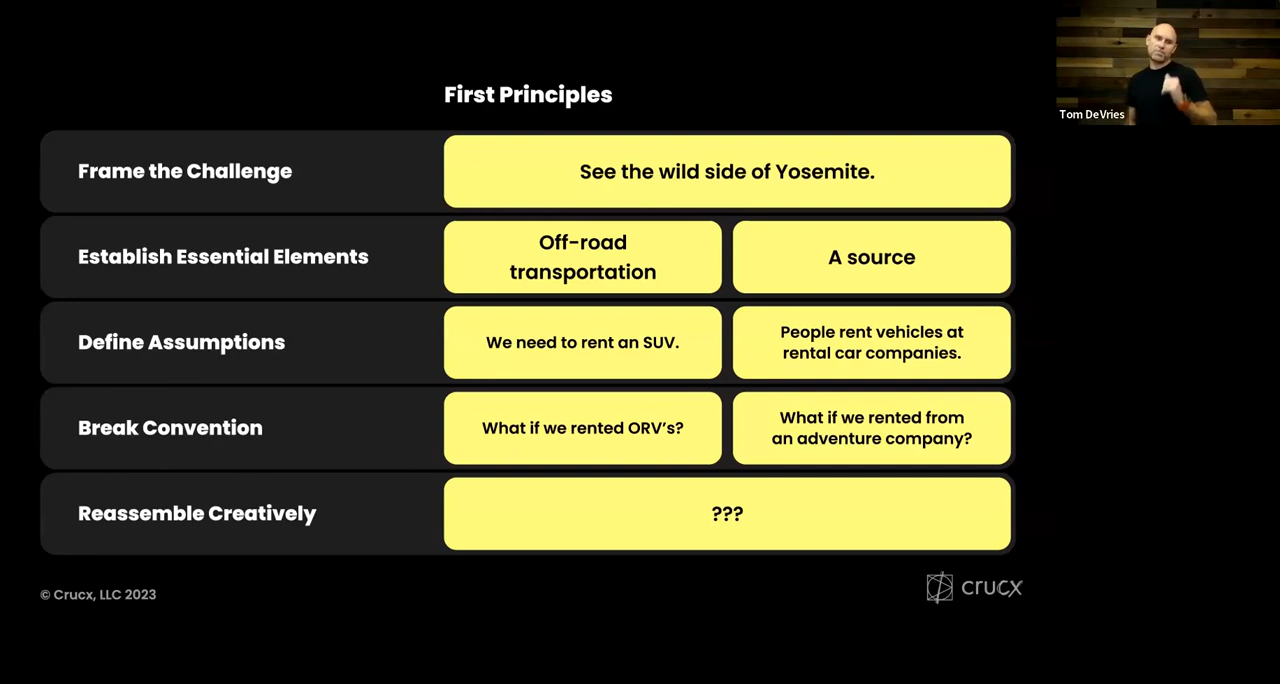 First Principles
Tom DeVries
Frame the Challenge
See the wild side of Yosemite.
Establish Essential Elements
Off-road
transportation
A source
Define Assumptions
We need to rent an SUV.
People rent vehicles at
rental car companies.
Break Convention
What if we rented ORV's?
What if we rented from
an adventure company?
Reassemble Creatively
???
© Crucx, LLC 2023
crucx